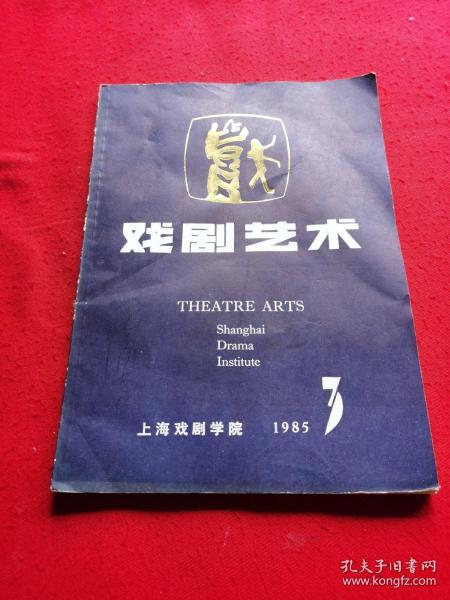 戏剧艺术
THEATRE ARTS
Shanghai
Drama
Institute
上海戏剧学院 1985 3
孔夫子旧书网
www.kongfz.com